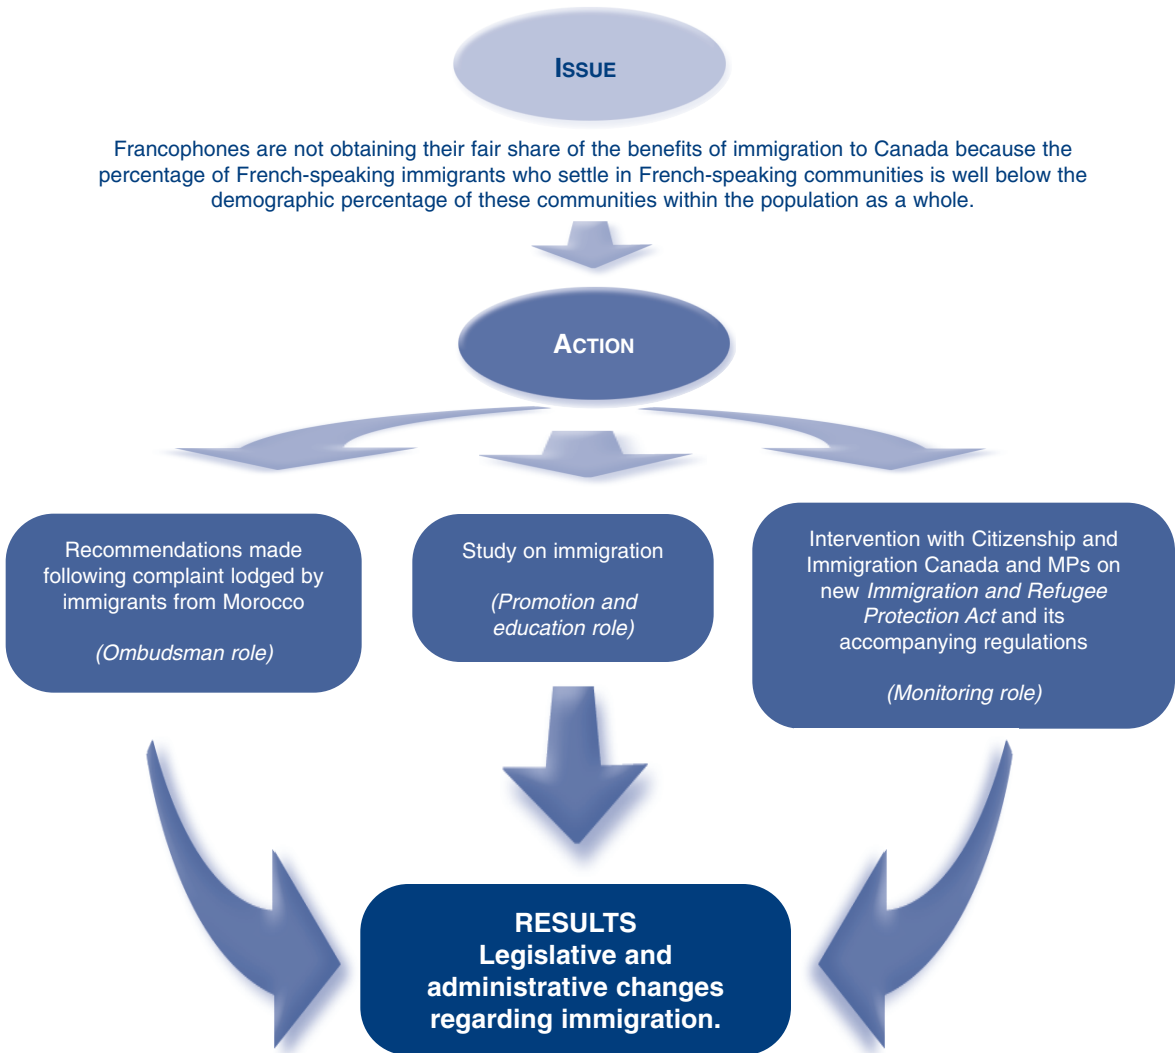 ISSUE
Francophones are not obtaining their fair share of the benefits of immigration to Canada because the
percentage of French-speaking immigrants who settle in French-speaking communities is well below the
demographic percentage of these communities within the population as a whole.
ACTION
Recommendations made
following complaint lodged by
immigrants from Morocco
(Ombudsman role)
Study on immigration
(Promotion and
education role)
Intervention with Citizenship and
Immigration Canada and MPs on
new Immigration and Refugee
Protection Act and its
accompanying regulations
(Monitoring role)
RESULTS
Legislative and
administrative changes
regarding immigration.